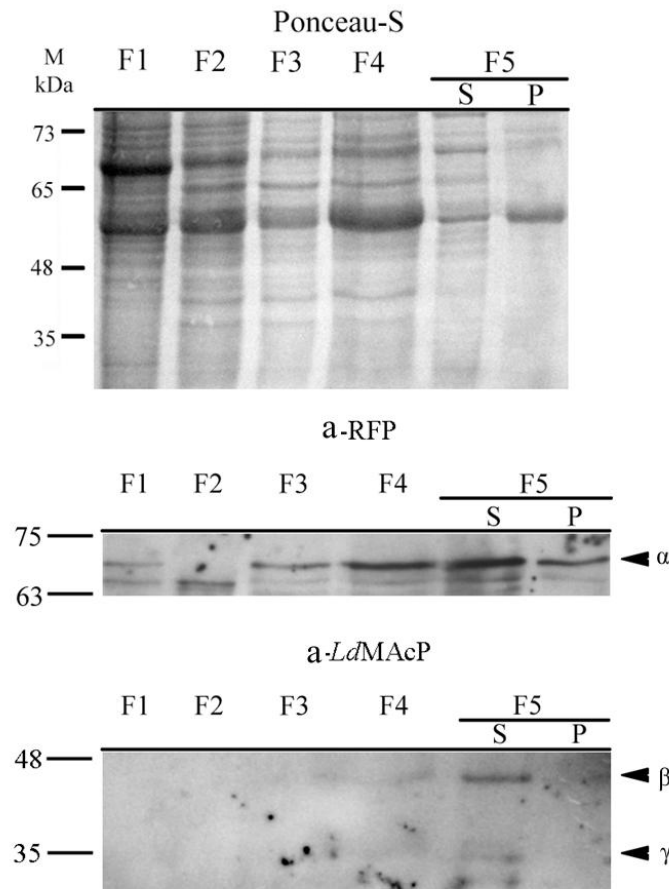 Ponceau-S
M
kDa
F1 F2 F3 F4 F5
S P
73
65
48
35
a-RFP
F1 F2 F3 F4 F5
S P
75
63
α
a-LdMAcP
F1 F2 F3 F4 F5
S P
48
35
β
γ